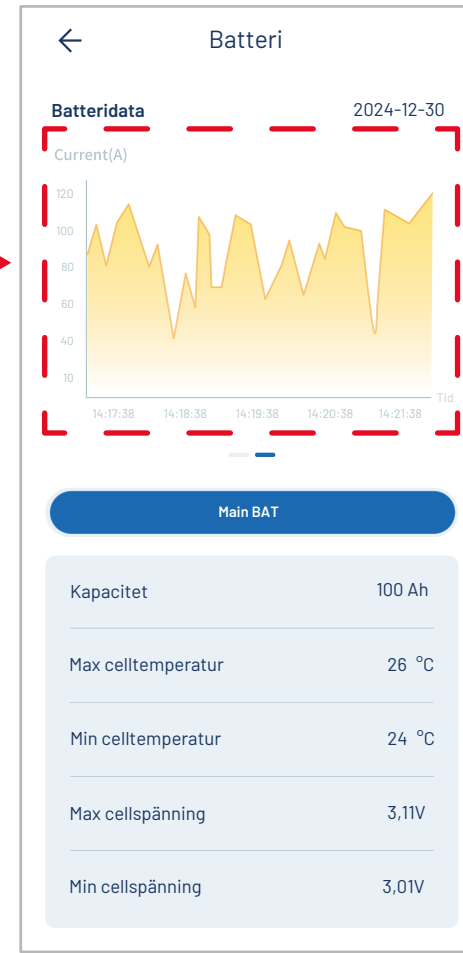 Batteri
Batteridata 2024-12-30
Current(A)
120
100
80
60
40
10
Tid
14:17:38 14:18:38 14:19:38 14:20:38 14:21:38
Main BAT
Kapacitet 100 Ah
Max celltemperatur 26 °C
Min celltemperatur 24 °C
Max cellspänning 3,11V
Min cellspänning 3,01V